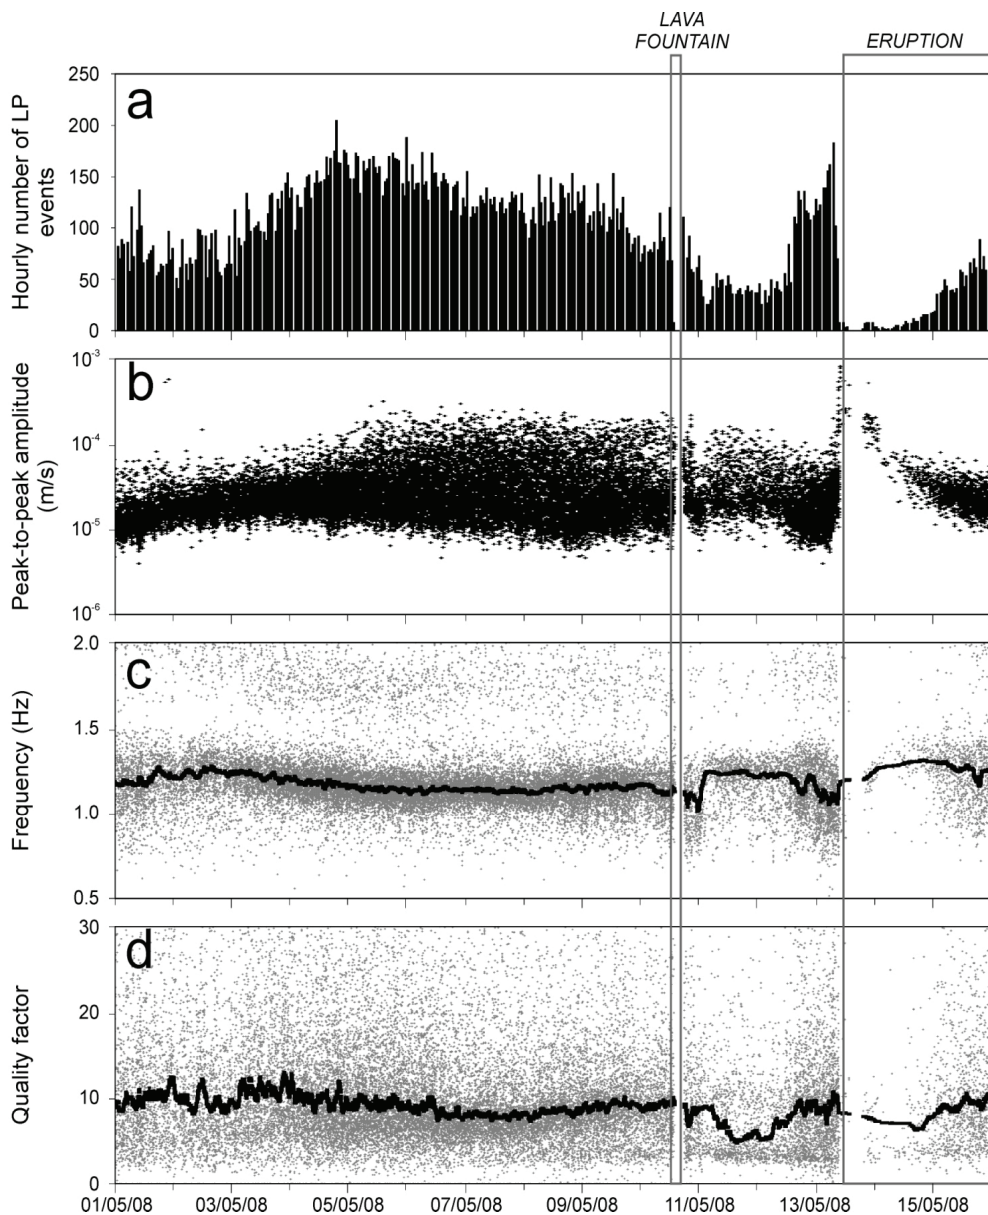 LAVA
FOUNTAIN
ERUPTION
a
Hourly number of LP
events
250
200
150
100
50
0
b
Peak-to-peak amplitude
(m/s)
10-3
10-4
10-5
10-6
c
Frequency (Hz)
2.0
1.5
1.0
0.5
d
Quality factor
30
20
10
0
01/05/08 03/05/08 05/05/08 07/05/08 09/05/08 11/05/08 13/05/08 15/05/08